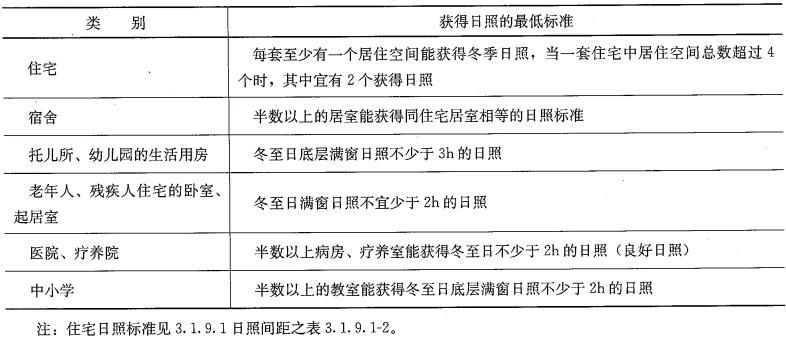 类 别 获得日照的最低标准
住宅 每套至少有一个居住空间能获得冬季日照，当一套住宅中居住空间总数超过 4
个时，其中宜有 2 个获得日照
宿舍 半数以上的居室能获得同住宅居室相等的日照标准
托儿所、幼儿园的生活用房 冬至日底层满窗日照不少于 3h 的日照
老年人、残疾人住宅的卧室、
起居室 冬至日满窗日照不宜少于 2h 的日照
医院、疗养院 半数以上病房、疗养室能获得冬至日不少于 2h 的日照（良好日照）
中小学 半数以上的教室能获得冬至日底层满窗日照不少于 2h 的日照
注：住宅日照标准见 3.1.9.1 日照间距之表 3.1.9.1-2。